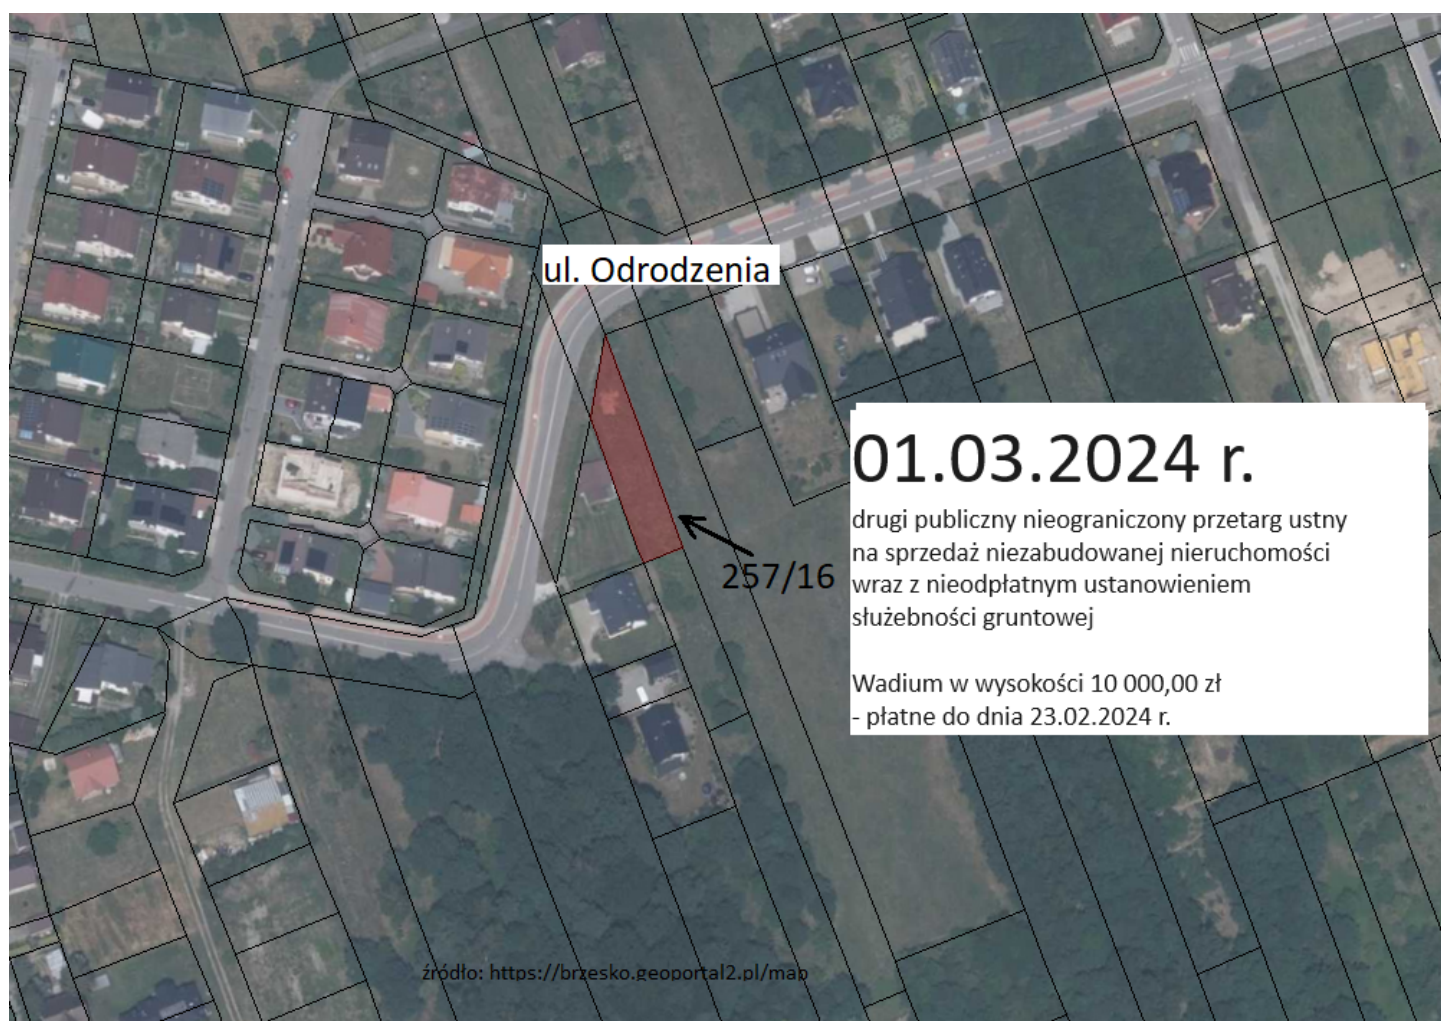 ul. Odrodzenia
01.03.2024 r.
drugi publiczny nieograniczony przetarg ustny
na sprzedaż niezabudowanej nieruchomości
wraz z nieodpłatnym ustanowieniem
służebności gruntowej
257/16
Wadium w wysokości 10 000,00 zł
- płatne do dnia 23.02.2024 r.
źródło: https://brzesko.geoportal2.pl/map